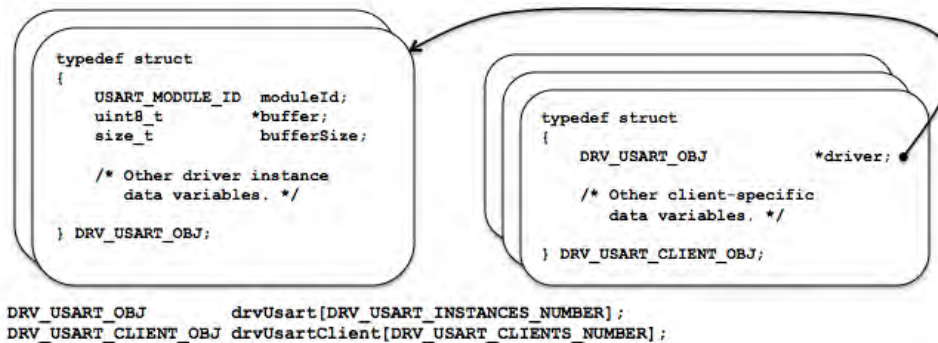 typedef struct
{
    USART_MODULE_ID  moduleId;
    uint8_t         *buffer;
    size_t           bufferSize;
    /* Other driver instance
       data variables. */
} DRV_USART_OBJ;
typedef struct
{
    DRV_USART_OBJ          *driver;
    /* Other client-specific
       data variables. */
} DRV_USART_CLIENT_OBJ;
DRV_USART_OBJ        drvUsart[DRV_USART_INSTANCES_NUMBER];
DRV_USART_CLIENT_OBJ drvUsartClient[DRV_USART_CLIENTS_NUMBER];